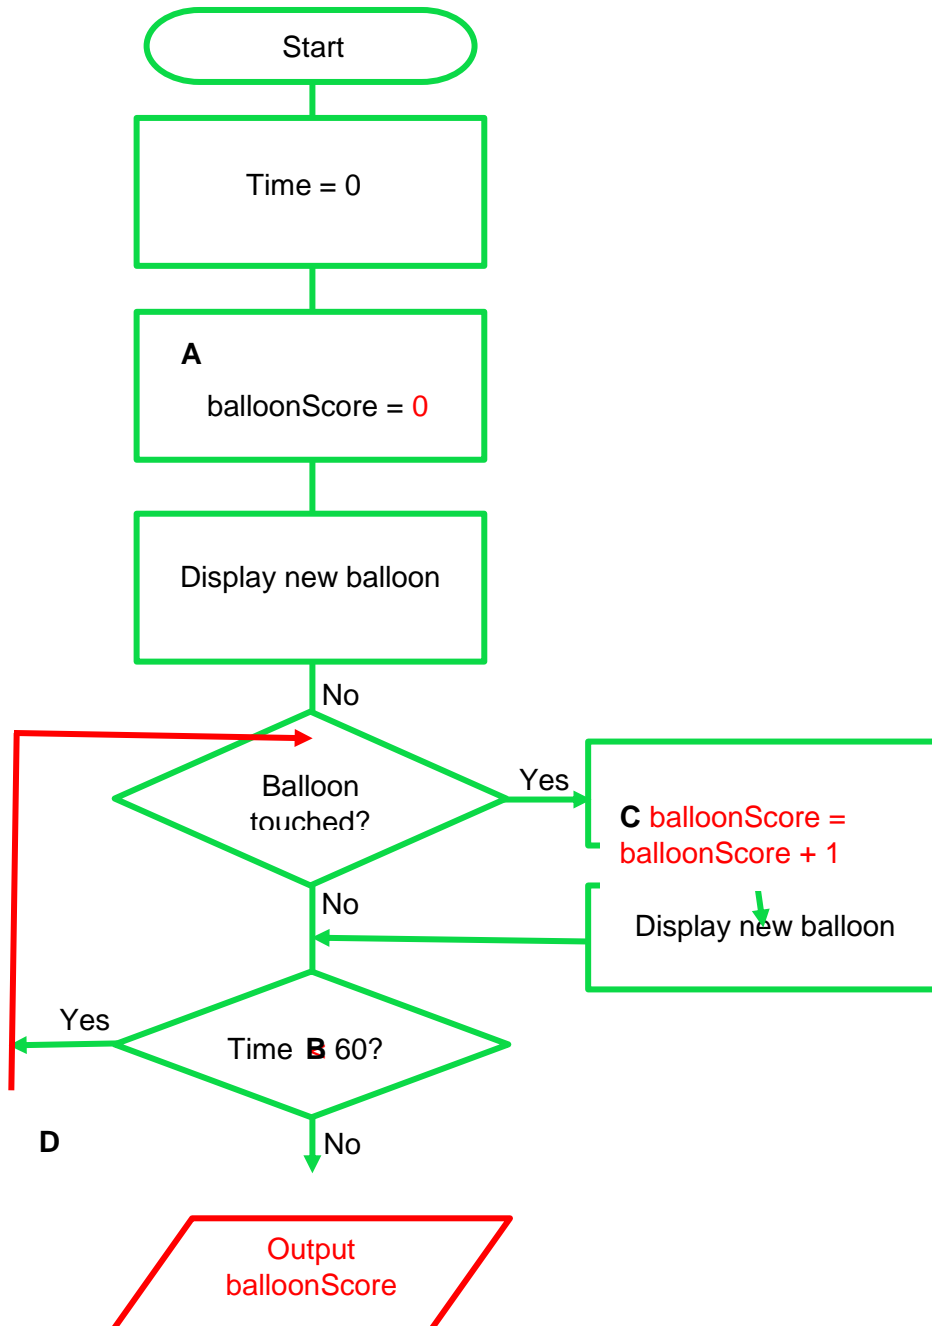 Start
Time = 0
A
balloonScore = 0
Display new balloon
No
Balloon
touched?
Yes
C balloonScore =
balloonScore + 1
No
Display new balloon
Yes
Time B 60?
D
No
Output
balloonScore